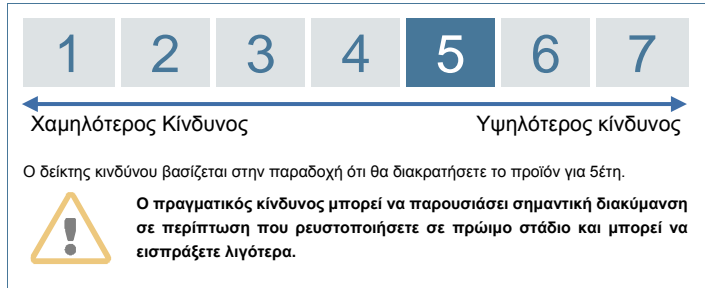 1 2 3 4 5 6 7
Χαμηλότερος Κίνδυνος Υψηλότερος κίνδυνος
Ο δείκτης κινδύνου βασίζεται στην παραδοχή ότι θα διακρατήσετε το προϊόν για 5έτη.
Ο πραγματικός κίνδυνος μπορεί να παρουσιάσει σημαντική διακύμανση
σε περίπτωση που ρευστοποιήσετε σε πρώιμο στάδιο και μπορεί να
εισπράξετε λιγότερα.